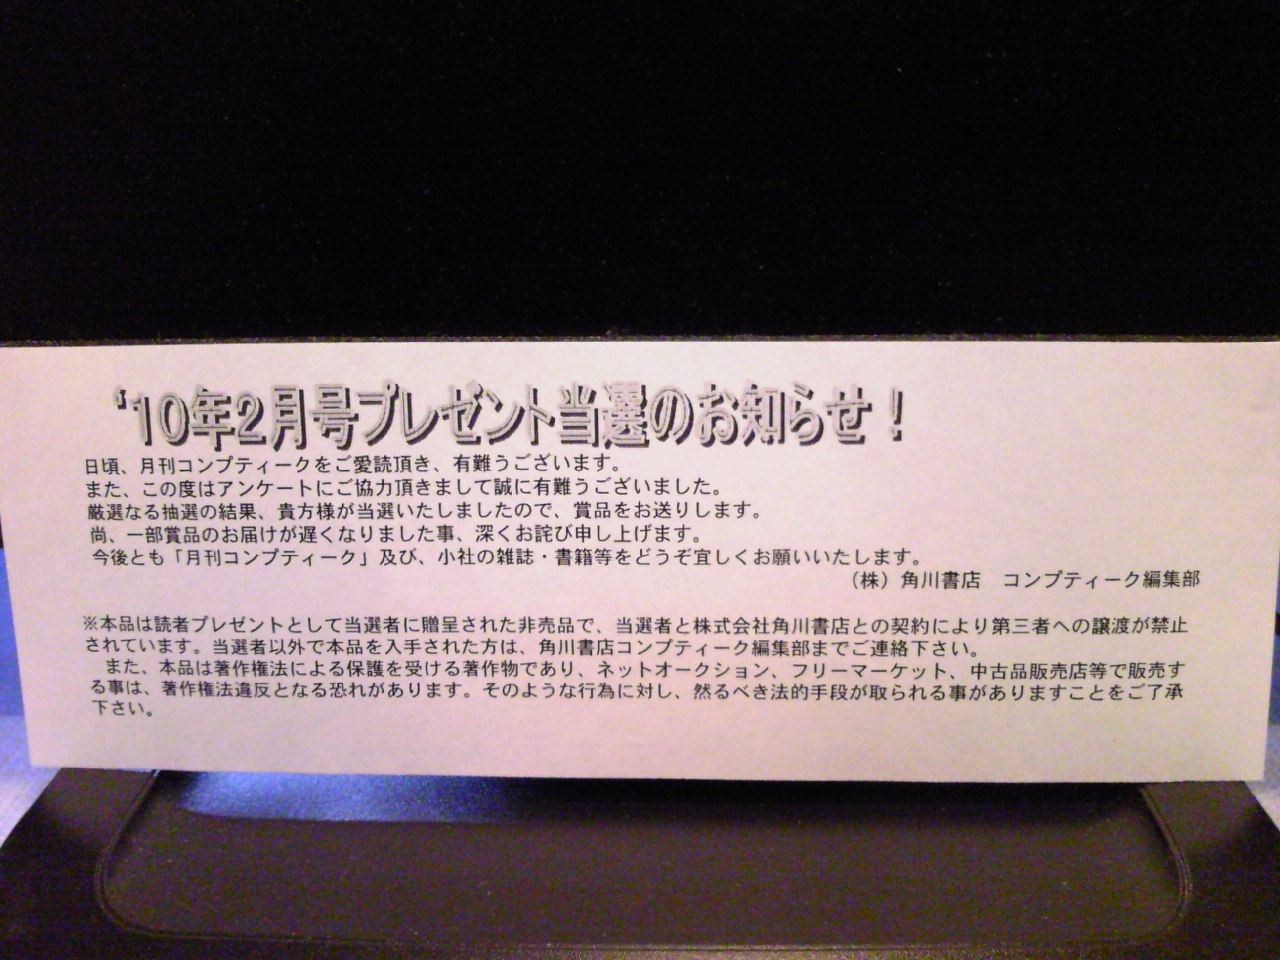 ‘10年2月号プレゼント当選のお知らせ！
日頃、月刊コンプティークをご愛読頂き、有難うございます。
また、この度はアンケートにご協力頂きまして誠に有難うございました。
厳選なる抽選の結果、貴方様が当選いたしましたので、賞品をお送りします。
尚、一部賞品のお届けが遅くなりました事、深くお詫び申し上げます。
今後とも「月刊コンプティーク」及び、小社の雑誌・書籍等をどうぞ宜しくお願いいたします。
（株）角川書店　コンプティーク編集部
※本品は読者プレゼントとして当選者に贈呈された非売品で、当選者と株式会社角川書店との契約により第三者への譲渡が禁止
されています。当選者以外で本品を入手された方は、角川書店コンプティーク編集部までご連絡下さい。
また、本品は著作権法による保護を受ける著作物であり、ネットオークション、フリーマーケット、中古品販売店等で販売す
る事は、著作権法違反となる恐れがあります。そのような行為に対し、然るべき法的手段が取られる事がありますことをご了承
下さい。